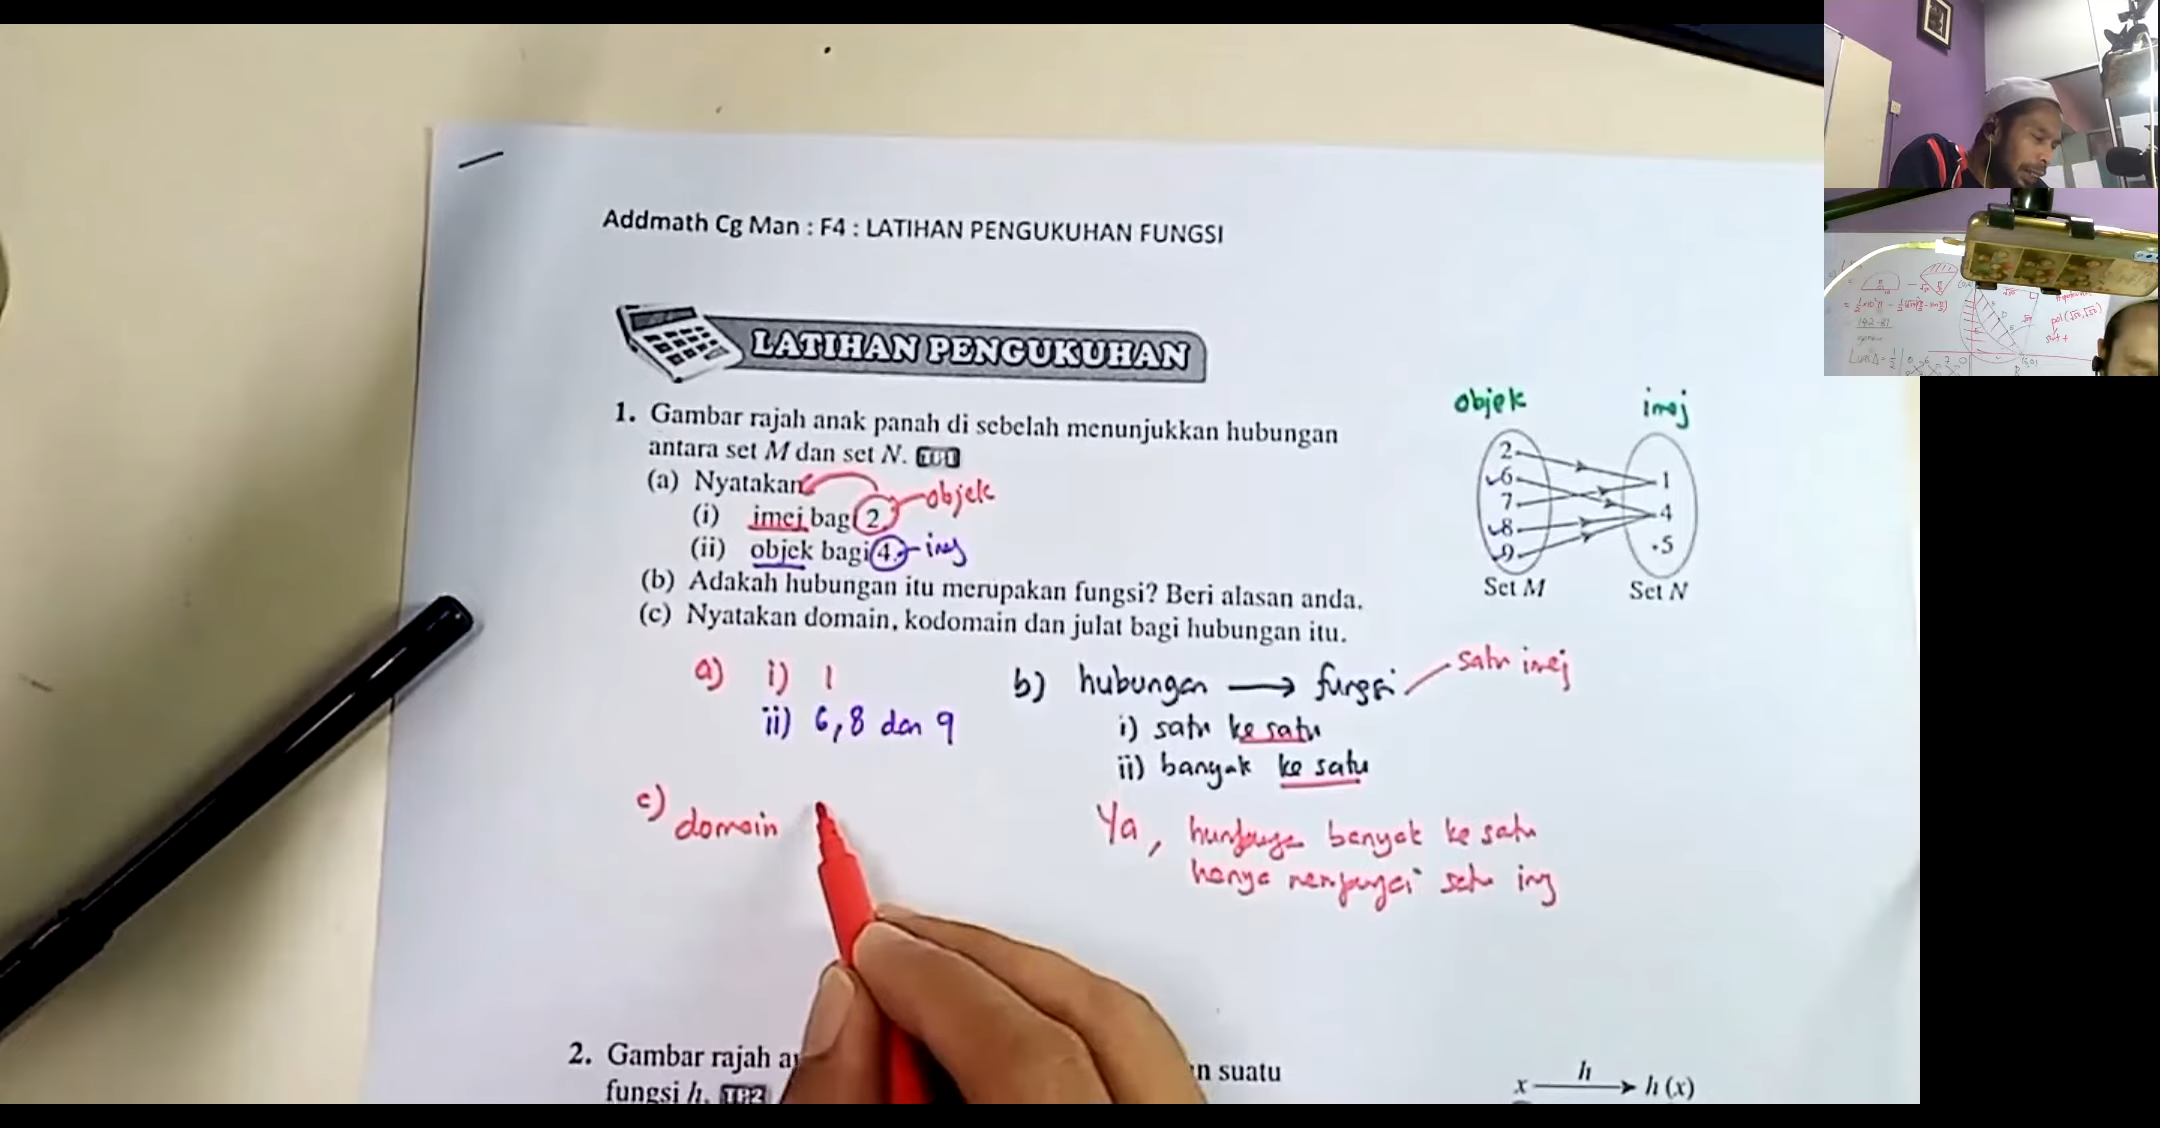 Addmath Cg Man : F4 : LATIHAN PENGUKUHAN FUNGSI
LATIHAN PENGUKUHAN
1. Gambar rajah anak panah di sebelah menunjukkan hubungan
antara set M dan set N. TP1
(a) Nyatakan
(i) imej bagi 2 objek
(ii) objek bagi 4. imej
(b) Adakah hubungan itu merupakan fungsi? Beri alasan anda.
(c) Nyatakan domain, kodomain dan julat bagi hubungan itu.
objek imej
2
6
7
8
9
1
4
5
Set M Set N
a) i) 1
ii) 6, 8 dan 9
b) hubungan → fungsi satu imej
i) satu ke satu
ii) banyak ke satu
Ya, banyak ke satu
hanya mempunyai satu imej
c) domain
2. Gambar rajah
n suatu
fungsi h. TP2
x h h(x)